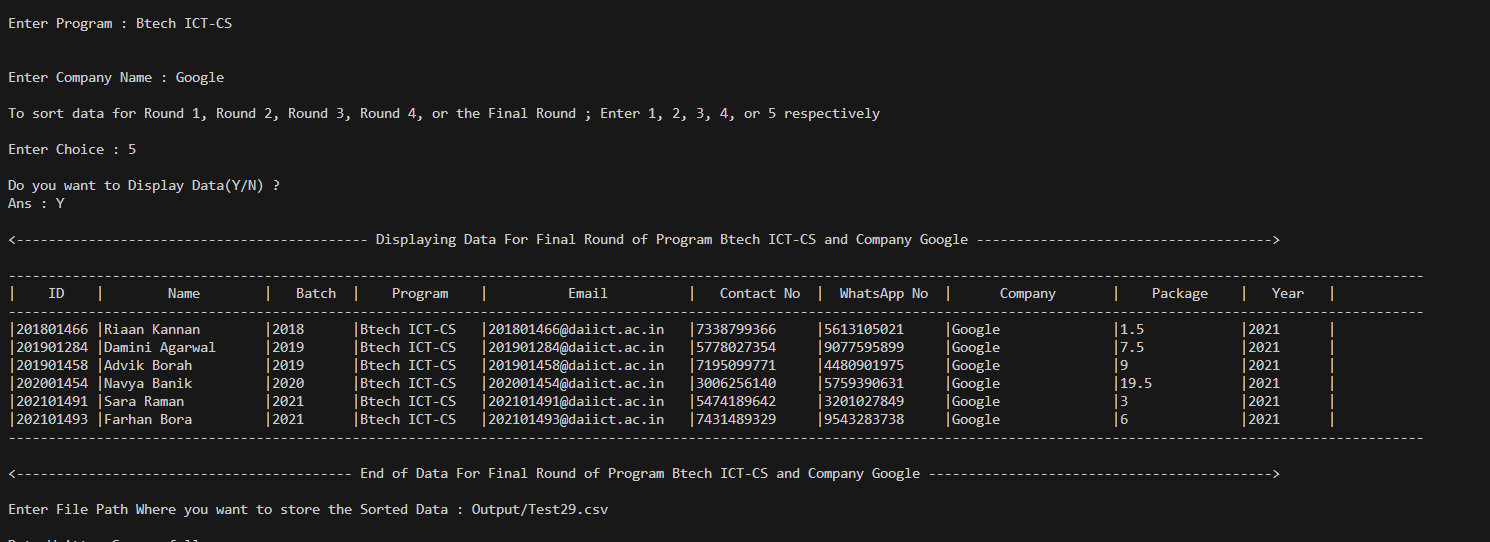 Enter Program : Btech ICT-CS
Enter Company Name : Google
To sort data for Round 1, Round 2, Round 3, Round 4, or the Final Round ; Enter 1, 2, 3, 4, or 5 respectively
Enter Choice : 5
Do you want to Display Data(Y/N) ?
Ans : Y
<-------------------------------------------- Displaying Data For Final Round of Program Btech ICT-CS and Company Google ------------------------------------->
| ID | Name | Batch | Program | Email | Contact No | WhatsApp No | Company | Package | Year |
|201801466 |Riaan Kannan |2018 |Btech ICT-CS |201801466@daiict.ac.in |7338799366 |5613105021 |Google |1.5 |2021 |
|201901284 |Damini Agarwal |2019 |Btech ICT-CS |201901284@daiict.ac.in |5778027354 |9077595899 |Google |7.5 |2021 |
|201901458 |Advik Borah |2019 |Btech ICT-CS |201901458@daiict.ac.in |7195099771 |4480901975 |Google |9 |2021 |
|202001454 |Navya Banik |2020 |Btech ICT-CS |202001454@daiict.ac.in |3006256140 |5759390631 |Google |19.5 |2021 |
|202101491 |Sara Raman |2021 |Btech ICT-CS |202101491@daiict.ac.in |5474189642 |3201027849 |Google |3 |2021 |
|202101493 |Farhan Bora |2021 |Btech ICT-CS |202101493@daiict.ac.in |7431489329 |9543283738 |Google |6 |2021 |
<------------------------------------------ End of Data For Final Round of Program Btech ICT-CS and Company Google ------------------------------------------->
Enter File Path Where you want to store the Sorted Data : Output/Test29.csv